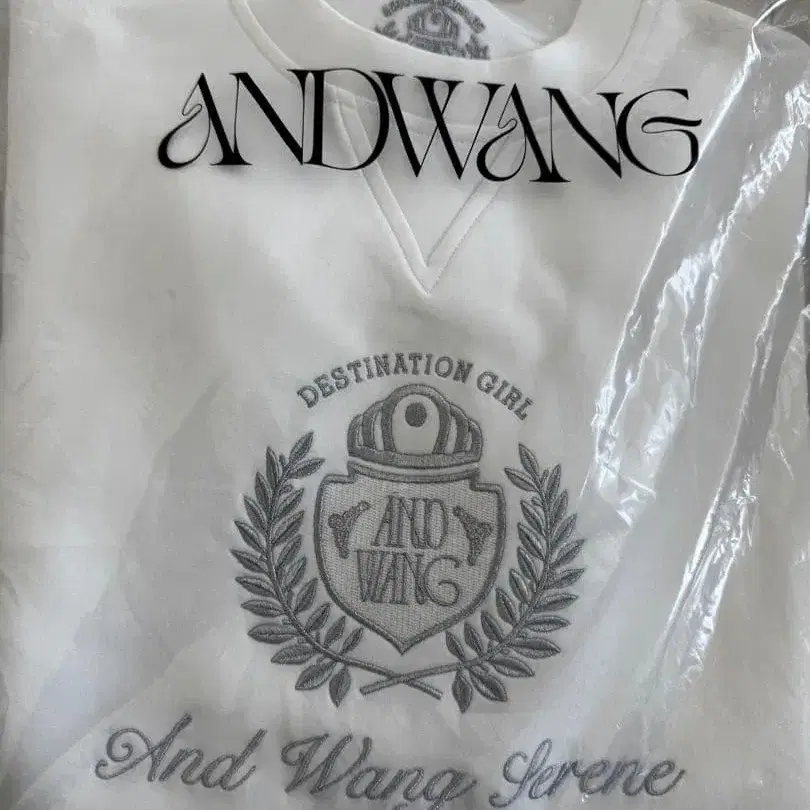 ANDWANG
DESTINATION GIRL
AND
WANG
And Wang Serene